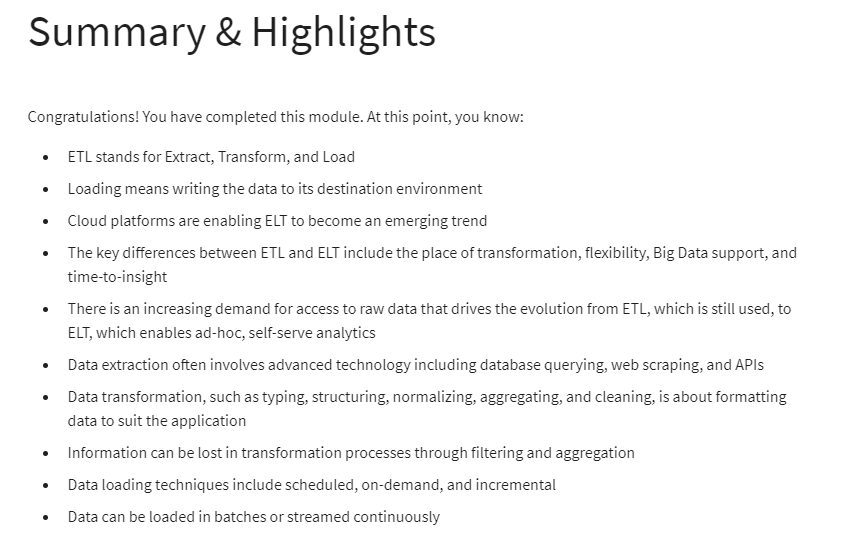 Summary & Highlights
Congratulations! You have completed this module. At this point, you know:
• ETL stands for Extract, Transform, and Load
• Loading means writing the data to its destination environment
• Cloud platforms are enabling ELT to become an emerging trend
• The key differences between ETL and ELT include the place of transformation, flexibility, Big Data support, and
time-to-insight
• There is an increasing demand for access to raw data that drives the evolution from ETL, which is still used, to
ELT, which enables ad-hoc, self-serve analytics
• Data extraction often involves advanced technology including database querying, web scraping, and APIs
• Data transformation, such as typing, structuring, normalizing, aggregating, and cleaning, is about formatting
data to suit the application
• Information can be lost in transformation processes through filtering and aggregation
• Data loading techniques include scheduled, on-demand, and incremental
• Data can be loaded in batches or streamed continuously